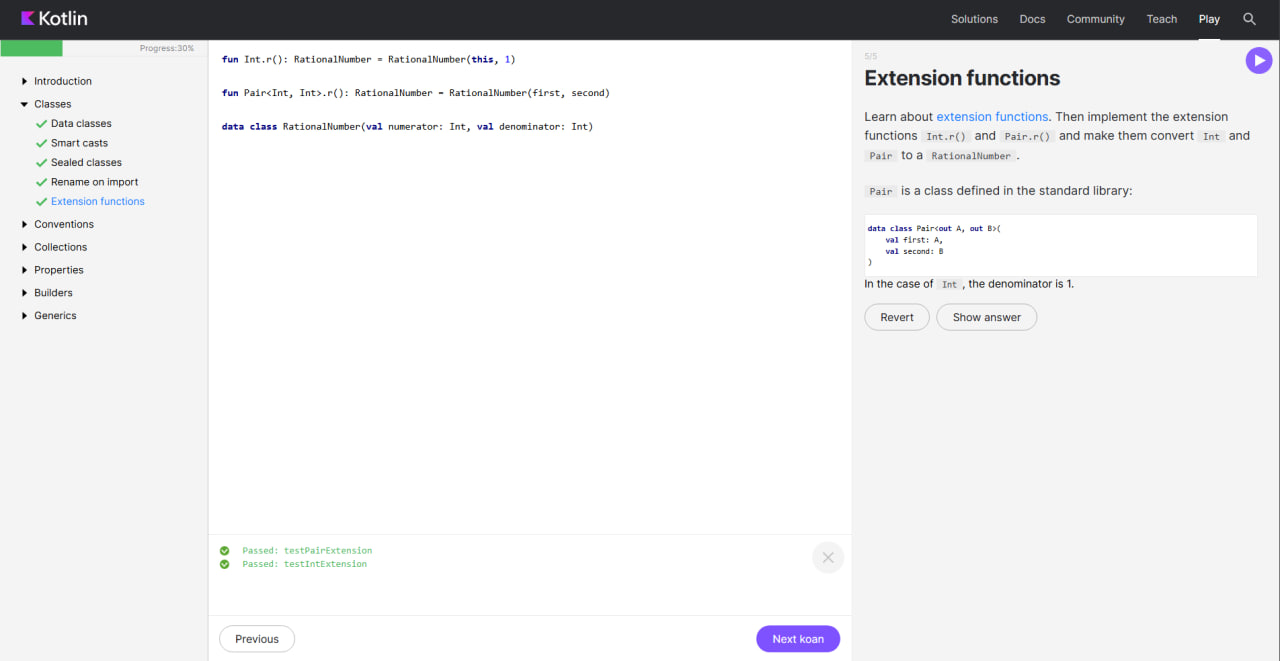 Kotlin
Solutions Docs Community Teach Play
Progress:30%
Introduction
Classes
Data classes
Smart casts
Sealed classes
Rename on import
Extension functions
Conventions
Collections
Properties
Builders
Generics
fun Int.r(): RationalNumber = RationalNumber(this, 1)
fun Pair<Int, Int>.r(): RationalNumber = RationalNumber(first, second)
data class RationalNumber(val numerator: Int, val denominator: Int)
Passed: testPairExtension
Passed: testIntExtension
Previous
Next koan
5/5
Extension functions
Learn about extension functions. Then implement the extension
functions Int.r() and Pair.r() and make them convert Int and
Pair to a RationalNumber .
Pair is a class defined in the standard library:
data class Pair<out A, out B>(
    val first: A,
    val second: B
)
In the case of Int , the denominator is 1.
Revert
Show answer